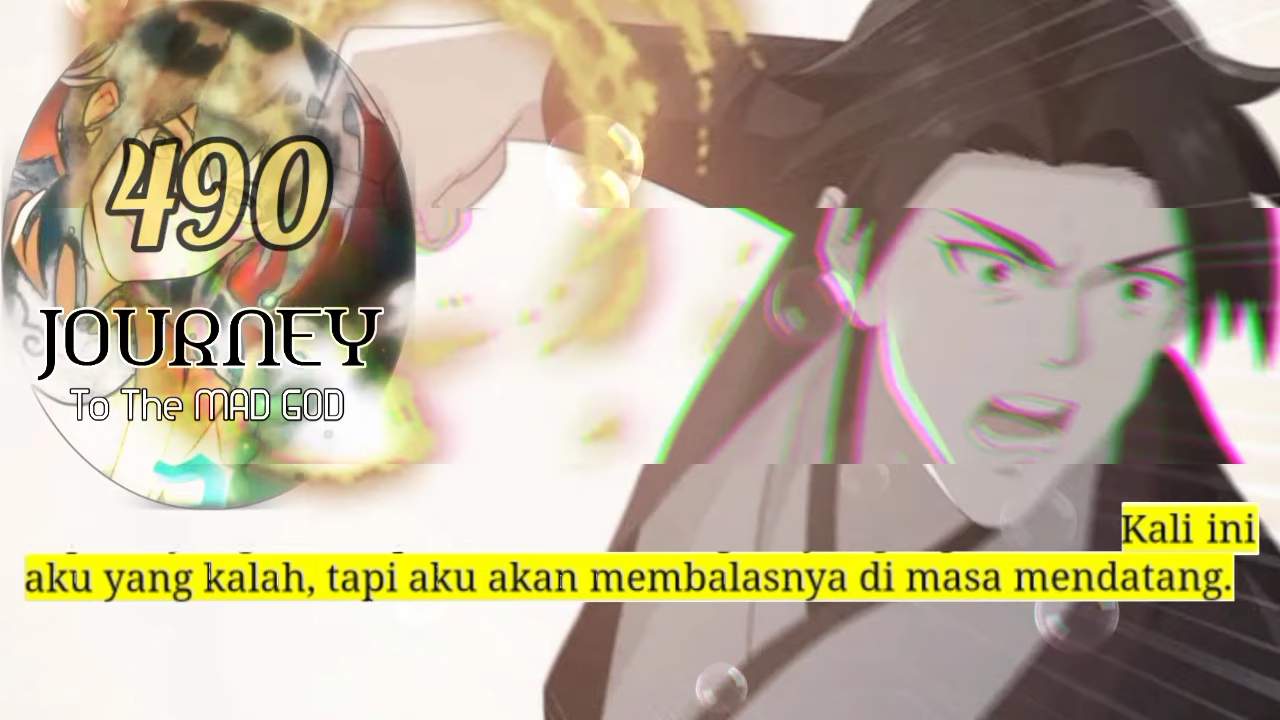 490
JOURNEY
To The MAD GOD
Kali ini
aku yang kalah, tapi aku akan membalasnya di masa mendatang.